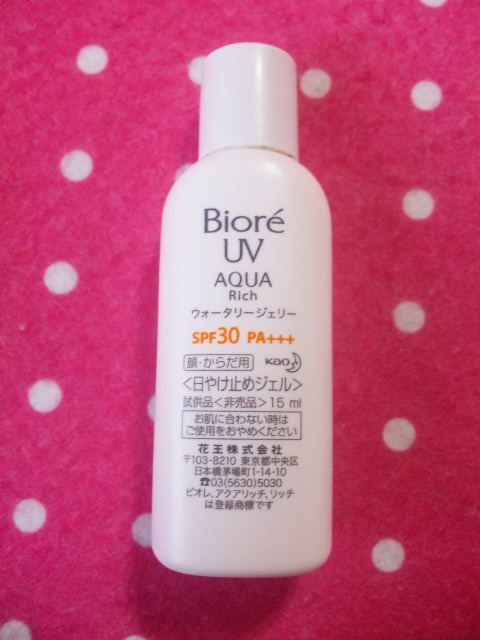 Bioré
UV
AQUA
Rich
ウォータリージェリー
SPF30 PA+++
顔・からだ用 Kao
＜日やけ止めジェル＞
試供品＜非売品＞15 ml
お肌に合わない時は
ご使用をおやめください
花王株式会社
〒103-8210 東京都中央区
日本橋茅場町1-14-10
☎03(5630)5030
ビオレ、アクアリッチ、リッチ
は登録商標です